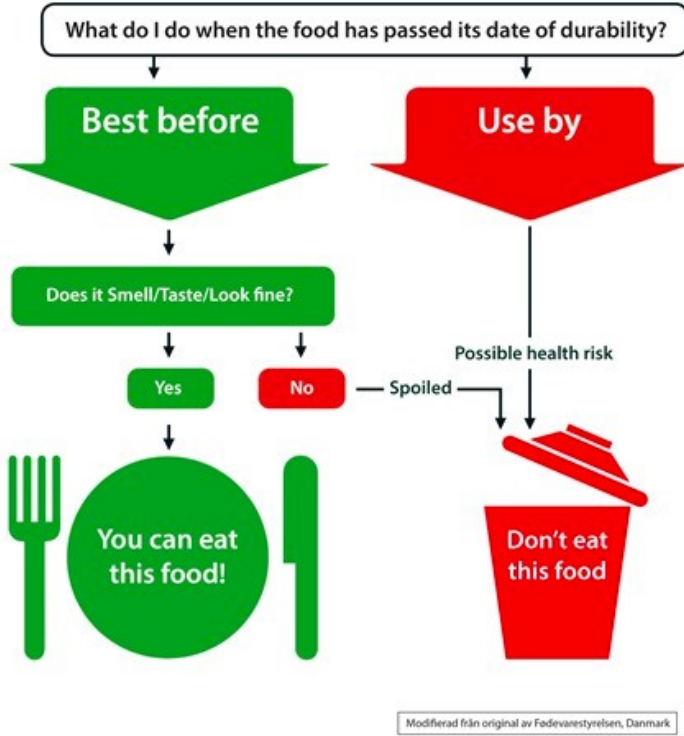 What do I do when the food has passed its date of durability?
Best before
Use by
Does it Smell/Taste/Look fine?
Possible health risk
Yes
No
Spoiled
You can eat
this food!
Don't eat
this food
Modifierad från original av Fødevarestyrelsen, Danmark